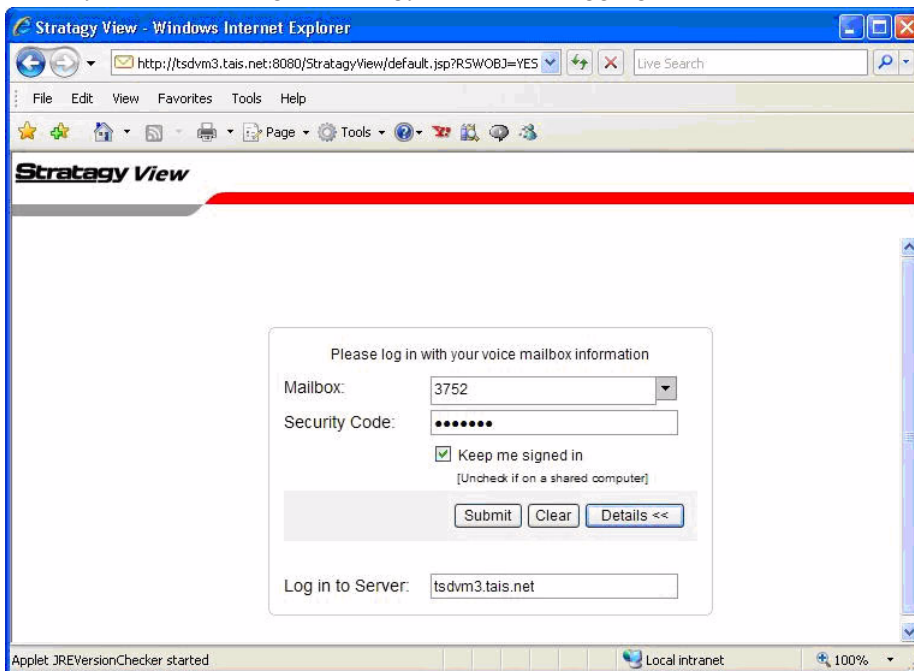 Stratagy View - Windows Internet Explorer
http://tsdvm3.tais.net:8080/StratagyView/default.jsp?RSWOBJ=YES
Live Search
File Edit View Favorites Tools Help
Page Tools
Stratagy View
Please log in with your voice mailbox information
Mailbox: 3752
Security Code: •••••••
Keep me signed in
[Uncheck if on a shared computer]
Submit Clear Details <<
Log in to Server: tsdvm3.tais.net
Applet JREVersionChecker started Local intranet 100%